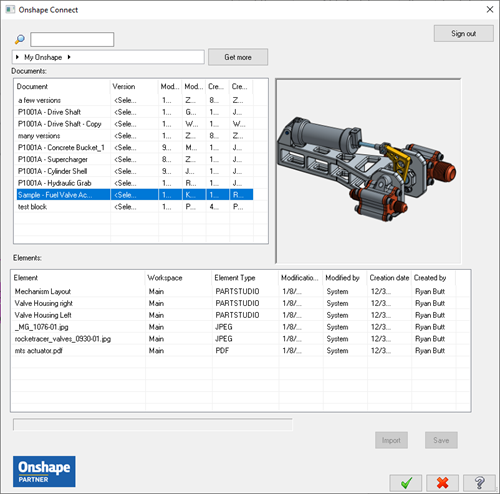 Onshape Connect
Sign out
My Onshape
Get more
Documents:
Document Version Mod... Mod... Cre... Cre...
a few versions <Sele... 1... Z... 8... Z...
P1001A - Drive Shaft <Sele... 1... G... 1... J...
P1001A - Drive Shaft - Copy <Sele... 1... W... 1... W...
many versions <Sele... 1... Z... 8... Z...
P1001A - Concrete Bucket_1 <Sele... 9... M... 1... J...
P1001A - Supercharger <Sele... 8... Z... 1... J...
P1001A - Cylinder Shell <Sele... 9... J... 1... J...
P1001A - Hydraulic Grab <Sele... 1... R... 1... J...
Sample - Fuel Valve Ac... <Sele... 1... K... 1... R...
test block <Sele... 1... P... 4... P...
Elements:
Element Workspace Element Type Modificatio... Modified by Creation date Created by
Mechanism Layout Main PARTSTUDIO 1/8/... System 12/3... Ryan Butt
Valve Housing right Main PARTSTUDIO 1/8/... System 12/3... Ryan Butt
Valve Housing Left Main PARTSTUDIO 1/8/... System 12/3... Ryan Butt
_MG_1076-01.jpg Main JPEG 1/8/... System 12/3... Ryan Butt
rocketracer_valves_0930-01.jpg Main JPEG 1/8/... System 12/3... Ryan Butt
mts actuator.pdf Main PDF 1/8/... System 12/3... Ryan Butt
Import Save
Onshape
PARTNER